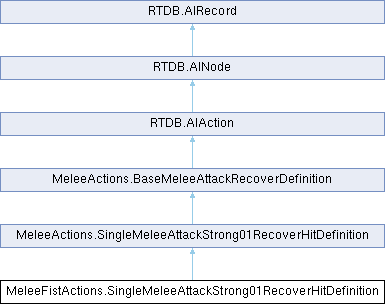 RTDB.AIRecord
RTDB.AINode
RTDB.AIAction
MeleeActions.BaseMeleeAttackRecoverDefinition
MeleeActions.SingleMeleeAttackStrong01RecoverHitDefinition
MeleeFistActions.SingleMeleeAttackStrong01RecoverHitDefinition